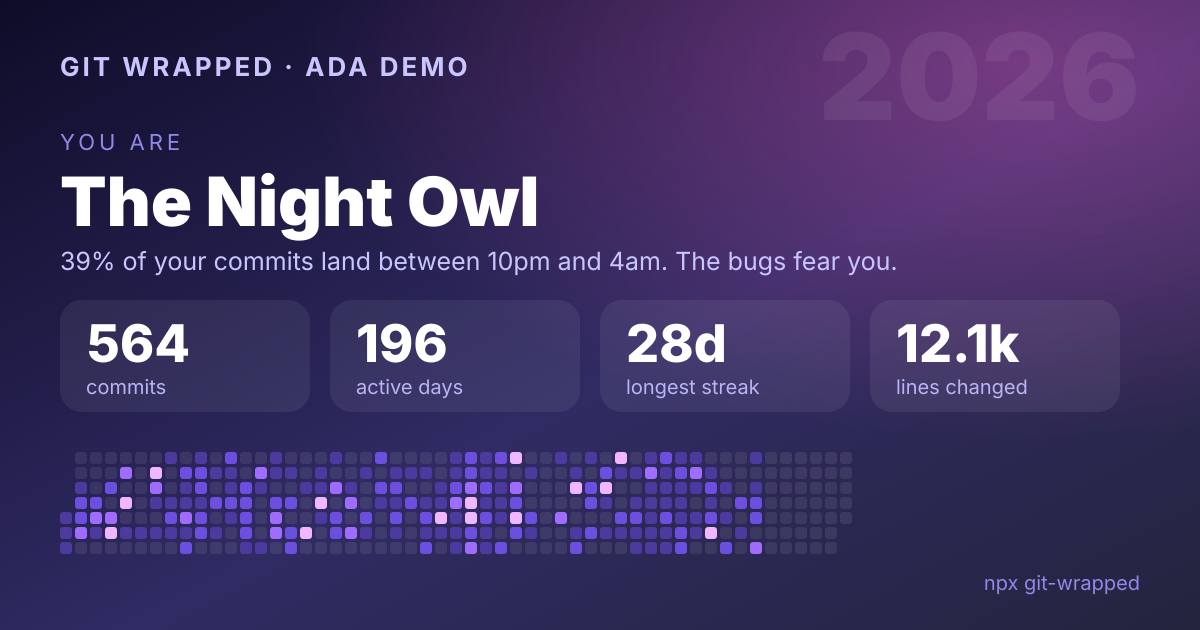 GIT WRAPPED · ADA DEMO
2026
YOU ARE
The Night Owl
39% of your commits land between 10pm and 4am. The bugs fear you.
564
commits
196
active days
28d
longest streak
12.1k
lines changed
npx git-wrapped